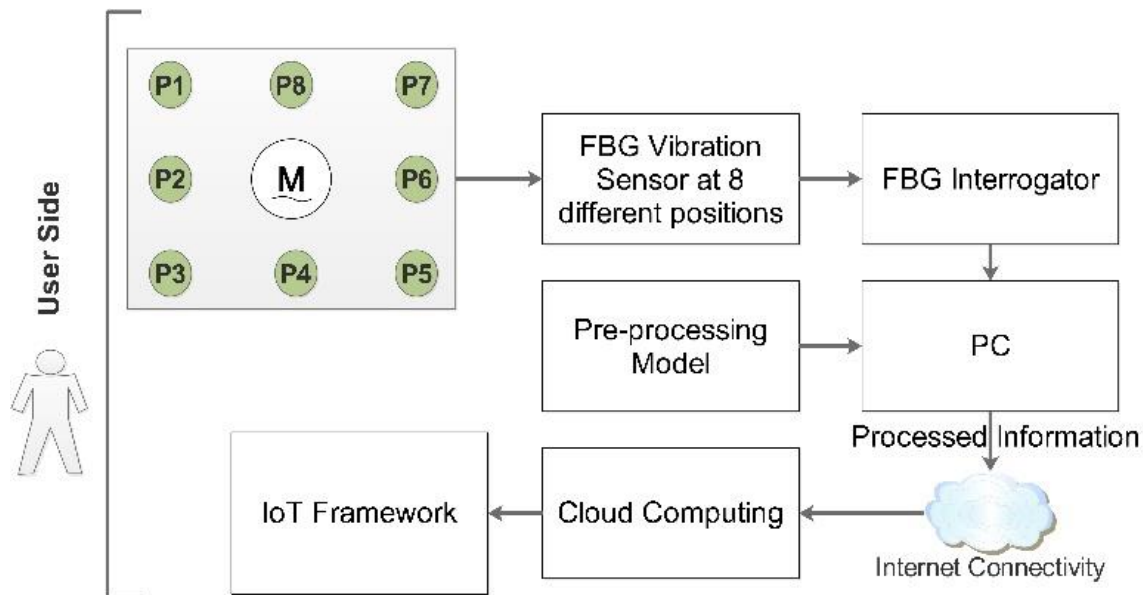 User Side
P1 P8 P7
P2 M P6
P3 P4 P5
FBG Vibration
Sensor at 8
different positions
FBG Interrogator
Pre-processing
Model
PC
Processed Information
Internet Connectivity
Cloud Computing
IoT Framework